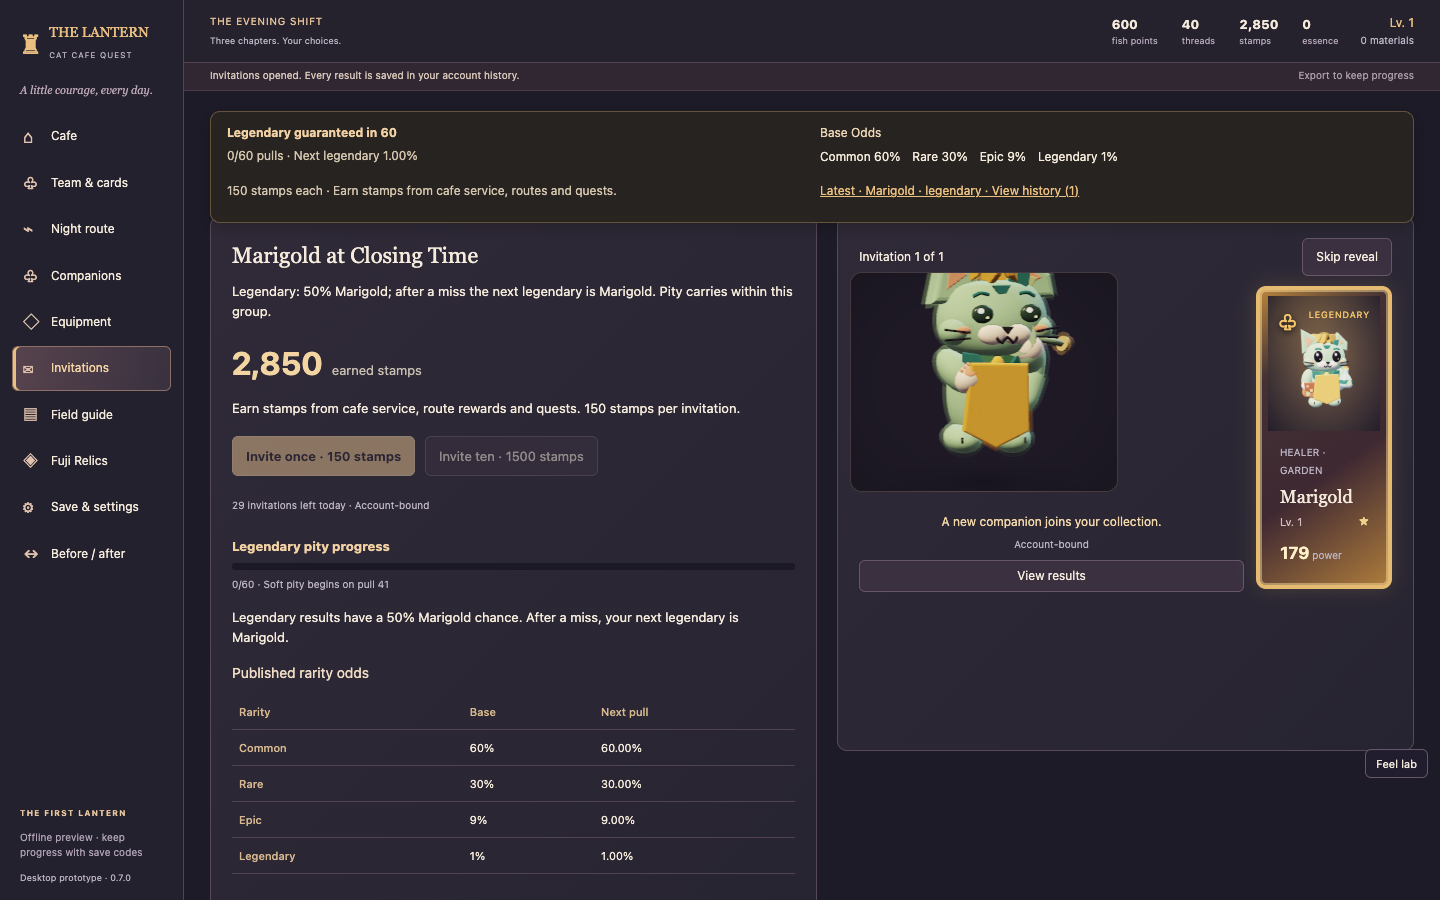 THE LANTERN
CAT CAFE QUEST
A little courage, every day.
Cafe
Team & cards
Night route
Companions
Equipment
Invitations
Field guide
Fuji Relics
Save & settings
Before / after
THE FIRST LANTERN
Offline preview · keep
progress with save codes
Desktop prototype · 0.7.0
THE EVENING SHIFT
Three chapters. Your choices.
600
fish points
40
threads
2,850
stamps
0
essence
Lv. 1
0 materials
Invitations opened. Every result is saved in your account history.
Export to keep progress
Legendary guaranteed in 60
0/60 pulls · Next legendary 1.00%
150 stamps each · Earn stamps from cafe service, routes and quests.
Base Odds
Common 60% Rare 30% Epic 9% Legendary 1%
Latest · Marigold · legendary · View history (1)
Marigold at Closing Time
Legendary: 50% Marigold; after a miss the next legendary is Marigold. Pity carries within this
group.
2,850 earned stamps
Earn stamps from cafe service, route rewards and quests. 150 stamps per invitation.
Invite once · 150 stamps
Invite ten · 1500 stamps
29 invitations left today · Account-bound
Legendary pity progress
0/60 · Soft pity begins on pull 41
Legendary results have a 50% Marigold chance. After a miss, your next legendary is
Marigold.
Published rarity odds
Rarity Base Next pull
Common 60% 60.00%
Rare 30% 30.00%
Epic 9% 9.00%
Legendary 1% 1.00%
Invitation 1 of 1
Skip reveal
A new companion joins your collection.
Account-bound
View results
LEGENDARY
HEALER ·
GARDEN
Marigold
Lv. 1
179 power
Feel lab